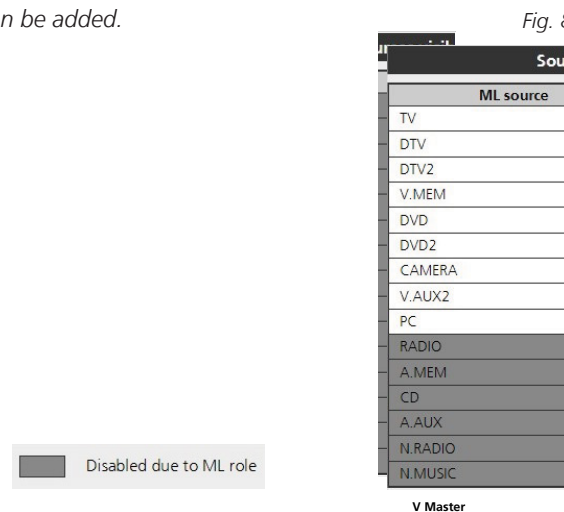 n be added.
Fig. 8
Sou
ML source
TV
DTV
DTV2
V.MEM
DVD
DVD2
CAMERA
V.AUX2
PC
RADIO
A.MEM
CD
A.AUX
N.RADIO
N.MUSIC
Disabled due to ML role
V Master